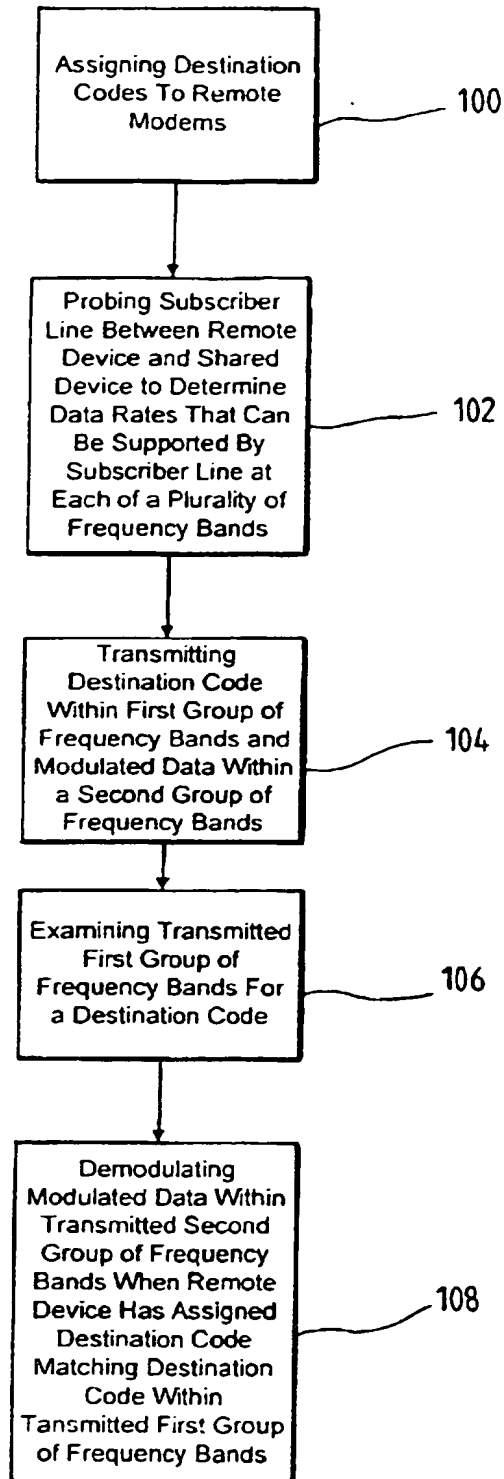 Assigning Destination
Codes To Remote
Modems
100
Probing Subscriber
Line Between Remote
Device and Shared
Device to Determine
Data Rates That Can
Be Supported By
Subscriber Line at
Each of a Plurality of
Frequency Bands
102
Transmitting
Destination Code
Within First Group of
Frequency Bands and
Modulated Data Within
a Second Group of
Frequency Bands
104
Examining Transmitted
First Group of
Frequency Bands For
a Destination Code
106
Demodulating
Modulated Data Within
Transmitted Second
Group of Frequency
Bands When Remote
Device Has Assigned
Destination Code
Matching Destination
Code Within
Tansmitted First Group
of Frequency Bands
108